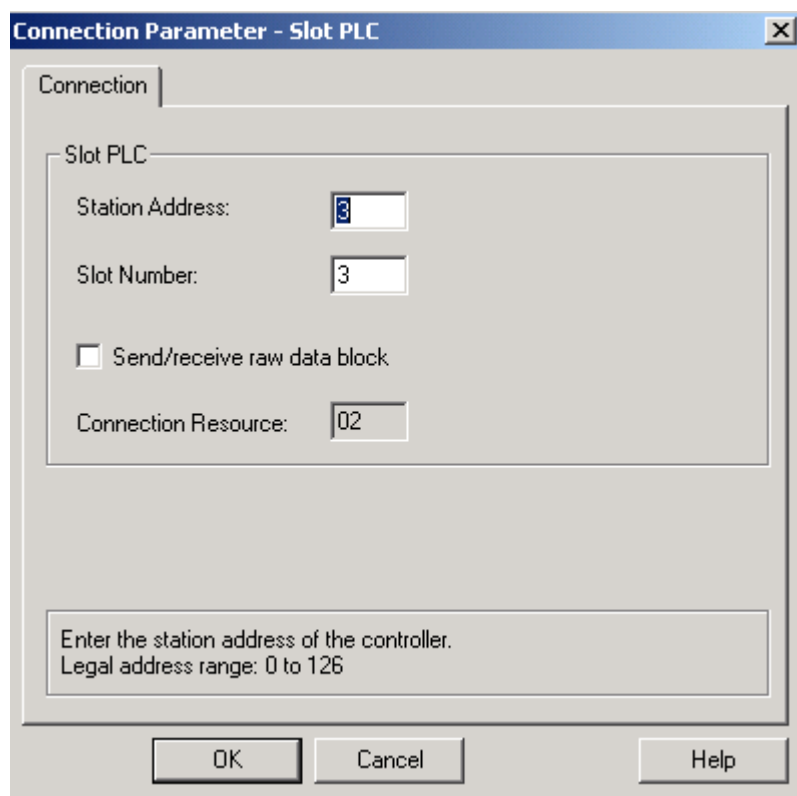 Connection Parameter - Slot PLC
Connection
Slot PLC
Station Address: 3
Slot Number: 3
Send/receive raw data block
Connection Resource: 02
Enter the station address of the controller.
Legal address range: 0 to 126
OK Cancel Help